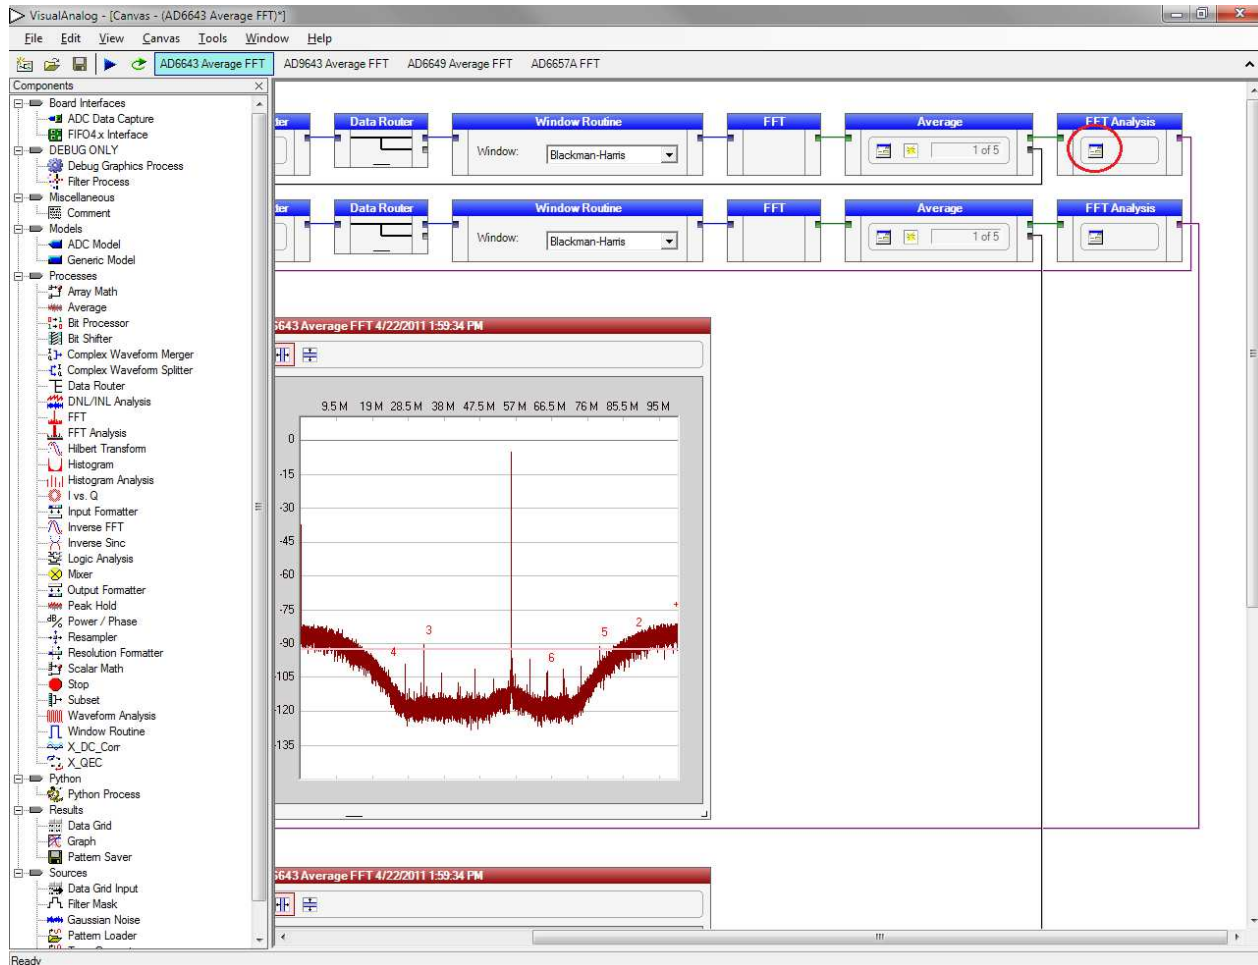 VisualAnalog - [Canvas - (AD6643 Average FFT)*]
File Edit View Canvas Tools Window Help
AD6643 Average FFT AD9643 Average FFT AD6649 Average FFT AD6657A FFT
Components
Board Interfaces
ADC Data Capture
FIFO4.x Interface
DEBUG ONLY
Debug Graphics Process
Filter Process
Miscellaneous
Comment
Models
ADC Model
Generic Model
Processes
Array Math
Average
Bit Processor
Bit Shifter
Complex Waveform Merger
Complex Waveform Splitter
Data Router
DNL/INL Analysis
FFT
FFT Analysis
Hilbert Transform
Histogram
Histogram Analysis
I vs. Q
Input Formatter
Inverse FFT
Inverse Sinc
Logic Analysis
Mixer
Output Formatter
Peak Hold
Power / Phase
Resampler
Resolution Formatter
Scalar Math
Stop
Subset
Waveform Analysis
Window Routine
X_DC_Corr
X_QEC
Python
Python Process
Results
Data Grid
Graph
Pattern Saver
Sources
Data Grid Input
Filter Mask
Gaussian Noise
Pattern Loader
ter Data Router Window Routine FFT Average FFT Analysis
Window: Blackman-Harris 1 of 5
ter Data Router Window Routine FFT Average FFT Analysis
Window: Blackman-Harris 1 of 5
6643 Average FFT 4/22/2011 1:59:34 PM
9.5 M 19 M 28.5 M 38 M 47.5 M 57 M 66.5 M 76 M 85.5 M 95 M
0
-15
-30
-45
-60
-75
-90
-105
-120
-135
+
2
3
5
4
6
6643 Average FFT 4/22/2011 1:59:34 PM
Ready